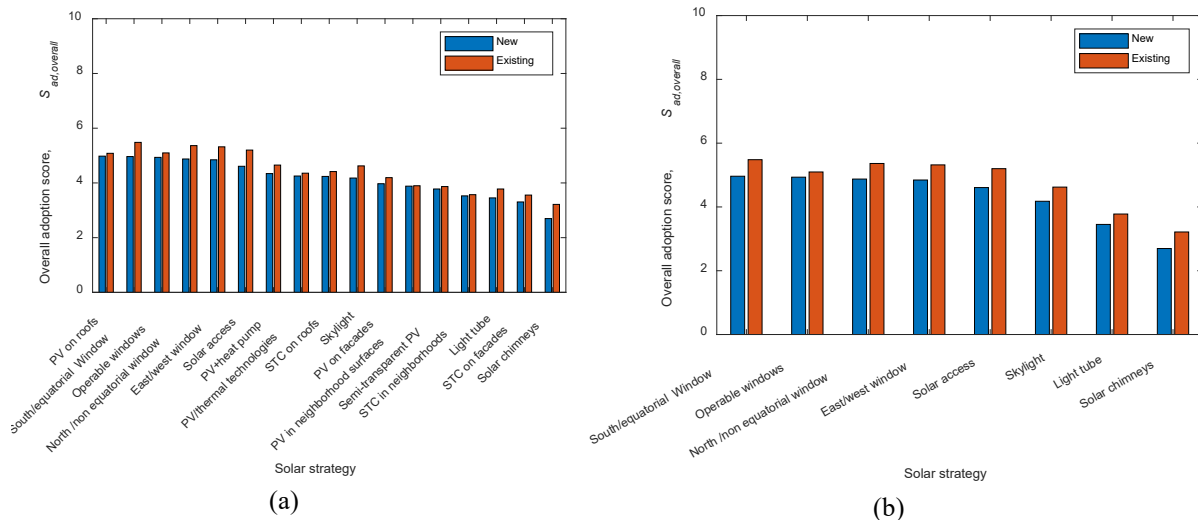 10
8
6
4
2
0
Overall adoption score, S ad,overall
New
Existing
PV on roofs
South/equatorial Window
Operable windows
North /non equatorial window
East/west window
Solar access
PV+heat pump
PV/thermal technologies
STC on roofs
Skylight
PV on facades
PV in neighborhood surfaces
Semi-transparent PV
STC in neighborhoods
Light tube
STC on facades
Solar chimneys
Solar strategy
(a)
10
8
6
4
2
0
Overall adoption score, S ad,overall
New
Existing
South/equatorial Window
Operable windows
North /non equatorial window
East/west window
Solar access
Skylight
Light tube
Solar chimneys
Solar strategy
(b)